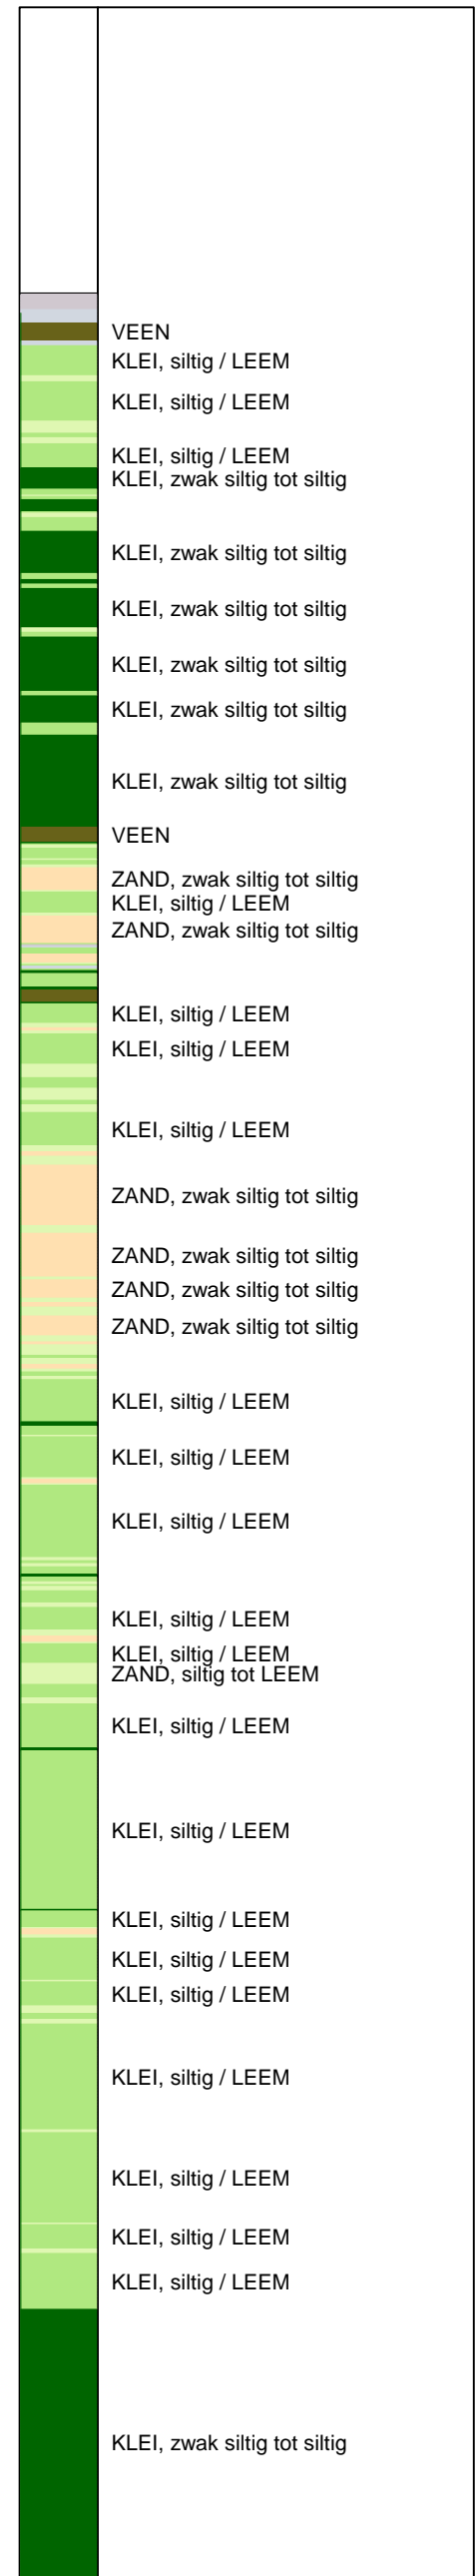 VEEN
KLEI, siltig / LEEM
KLEI, siltig / LEEM
KLEI, siltig / LEEM
KLEI, zwak siltig tot siltig
KLEI, zwak siltig tot siltig
KLEI, zwak siltig tot siltig
KLEI, zwak siltig tot siltig
KLEI, zwak siltig tot siltig
KLEI, zwak siltig tot siltig
VEEN
ZAND, zwak siltig tot siltig
KLEI, siltig / LEEM
ZAND, zwak siltig tot siltig
KLEI, siltig / LEEM
KLEI, siltig / LEEM
KLEI, siltig / LEEM
ZAND, zwak siltig tot siltig
ZAND, zwak siltig tot siltig
ZAND, zwak siltig tot siltig
ZAND, zwak siltig tot siltig
KLEI, siltig / LEEM
KLEI, siltig / LEEM
KLEI, siltig / LEEM
KLEI, siltig / LEEM
KLEI, siltig / LEEM
ZAND, siltig tot LEEM
KLEI, siltig / LEEM
KLEI, siltig / LEEM
KLEI, siltig / LEEM
KLEI, siltig / LEEM
KLEI, siltig / LEEM
KLEI, siltig / LEEM
KLEI, siltig / LEEM
KLEI, siltig / LEEM
KLEI, siltig / LEEM
KLEI, zwak siltig tot siltig